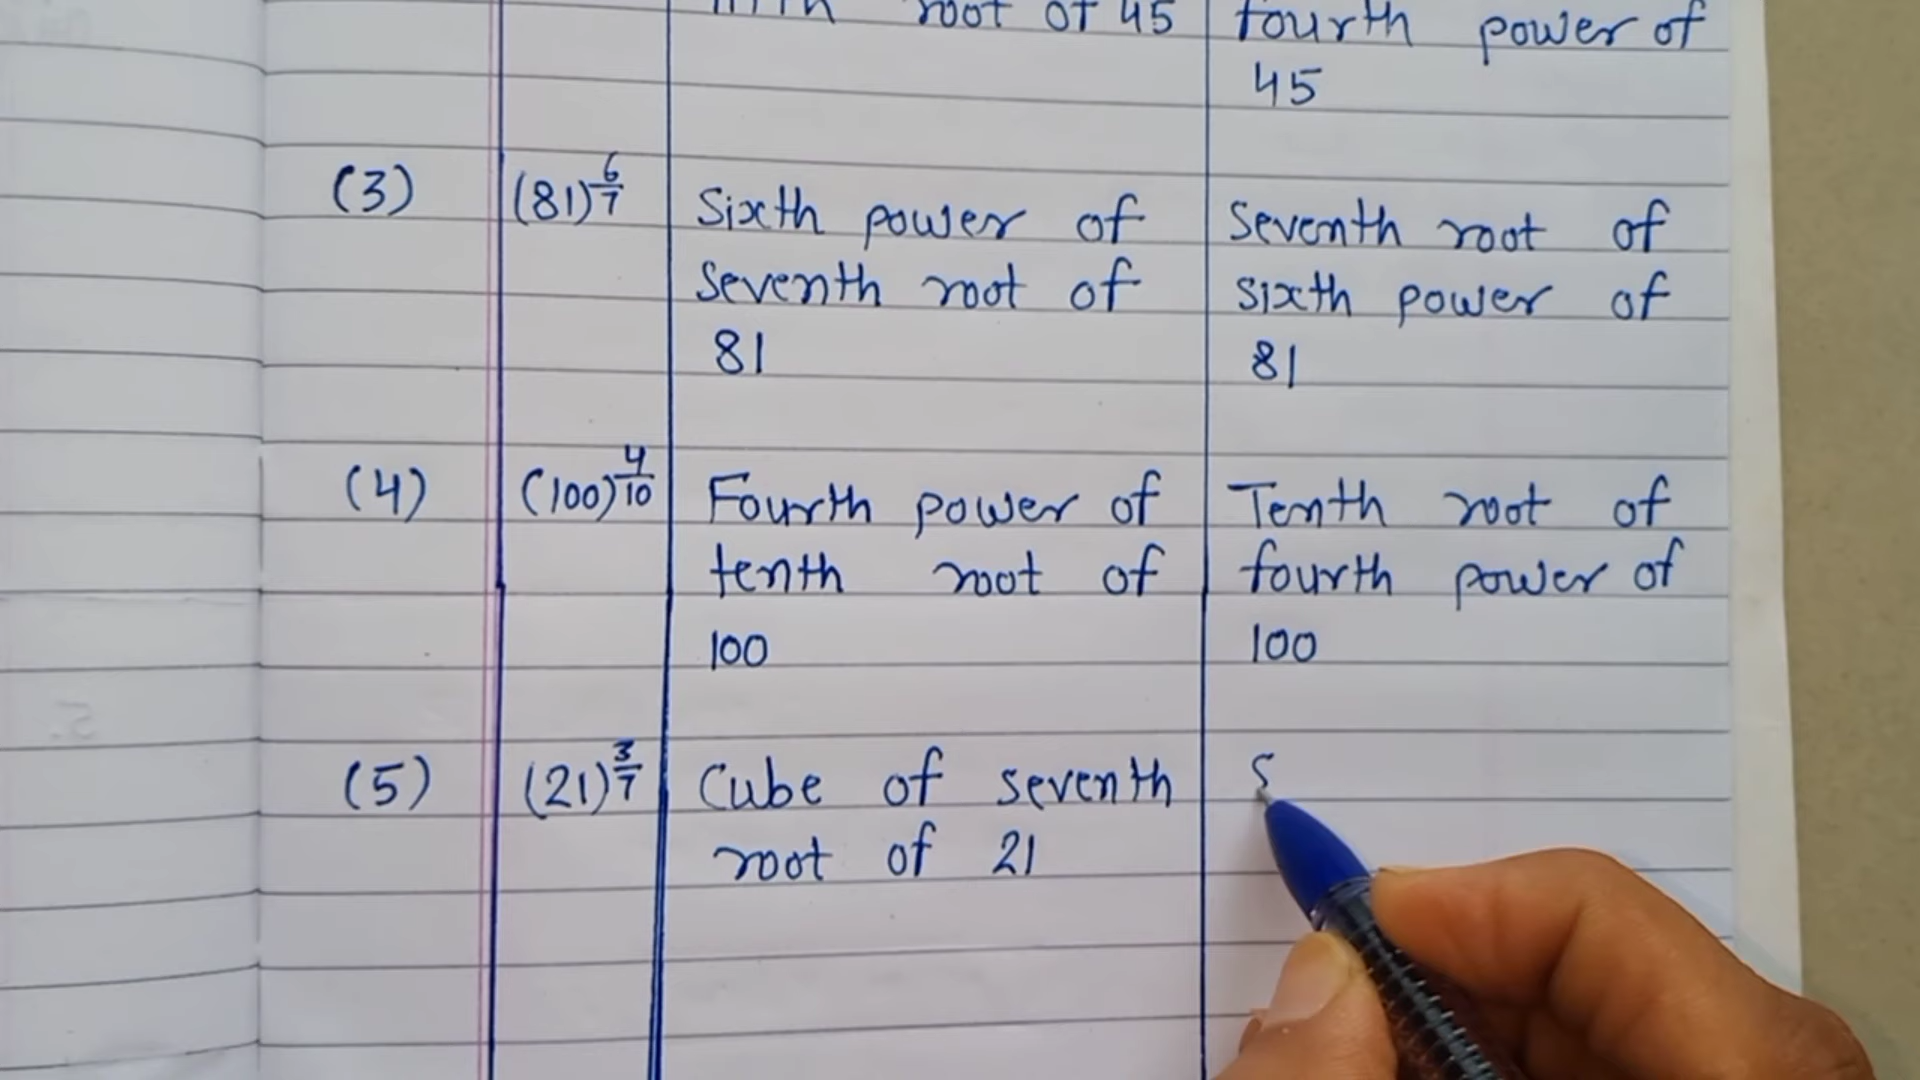 root of 45
fourth power of
45
(3)
(81)^{6/7}
Sixth power of
seventh root of
81
Seventh root of
sixth power of
81
(4)
(100)^{4/10}
Fourth power of
tenth root of
100
Tenth root of
fourth power of
100
(5)
(21)^{3/7}
Cube of seventh
root of 21
S